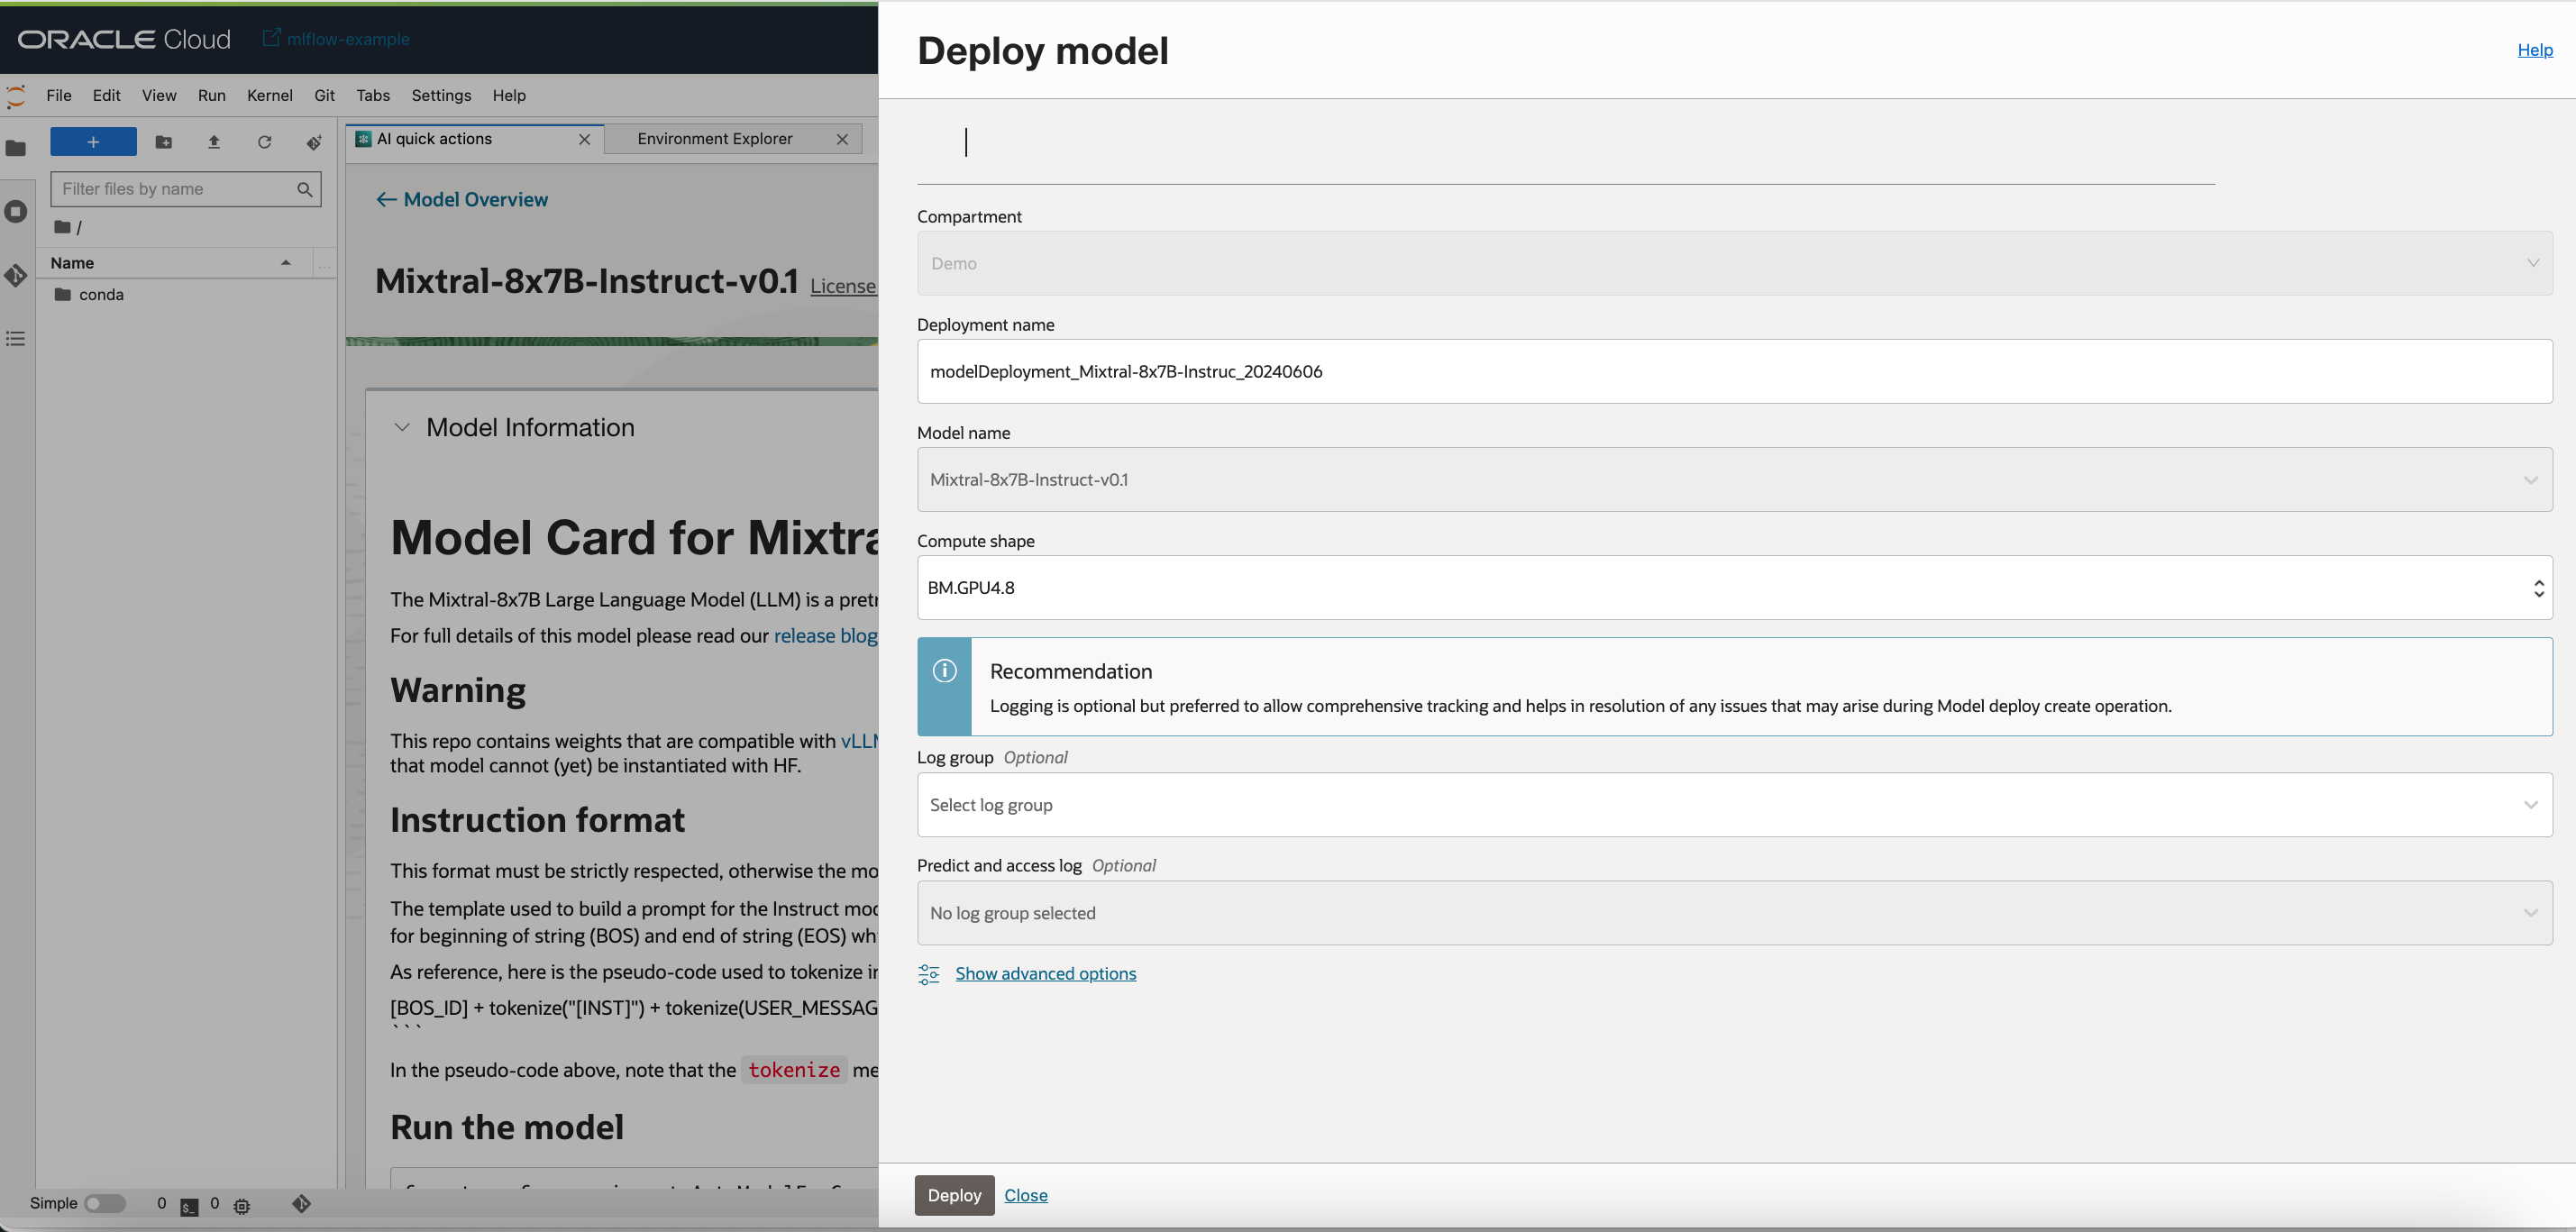 ORACLE Cloud
mlflow-example
File Edit View Run Kernel Git Tabs Settings Help
Filter files by name
/
Name
...
conda
AI quick actions
Environment Explorer
← Model Overview
Mixtral-8x7B-Instruct-v0.1 License
Model Information
Model Card for Mixtra
The Mixtral-8x7B Large Language Model (LLM) is a pretr
For full details of this model please read our release blog
Warning
This repo contains weights that are compatible with vLLM
that model cannot (yet) be instantiated with HF.
Instruction format
This format must be strictly respected, otherwise the mo
The template used to build a prompt for the Instruct mod
for beginning of string (BOS) and end of string (EOS) wh
As reference, here is the pseudo-code used to tokenize in
[BOS_ID] + tokenize("[INST]") + tokenize(USER_MESSAG
```
In the pseudo-code above, note that the tokenize me
Run the model
Simple 0 $_ 0
Deploy model
Help
Compartment
Demo
Deployment name
modelDeployment_Mixtral-8x7B-Instruc_20240606
Model name
Mixtral-8x7B-Instruct-v0.1
Compute shape
BM.GPU4.8
Recommendation
Logging is optional but preferred to allow comprehensive tracking and helps in resolution of any issues that may arise during Model deploy create operation.
Log group Optional
Select log group
Predict and access log Optional
No log group selected
Show advanced options
Deploy Close